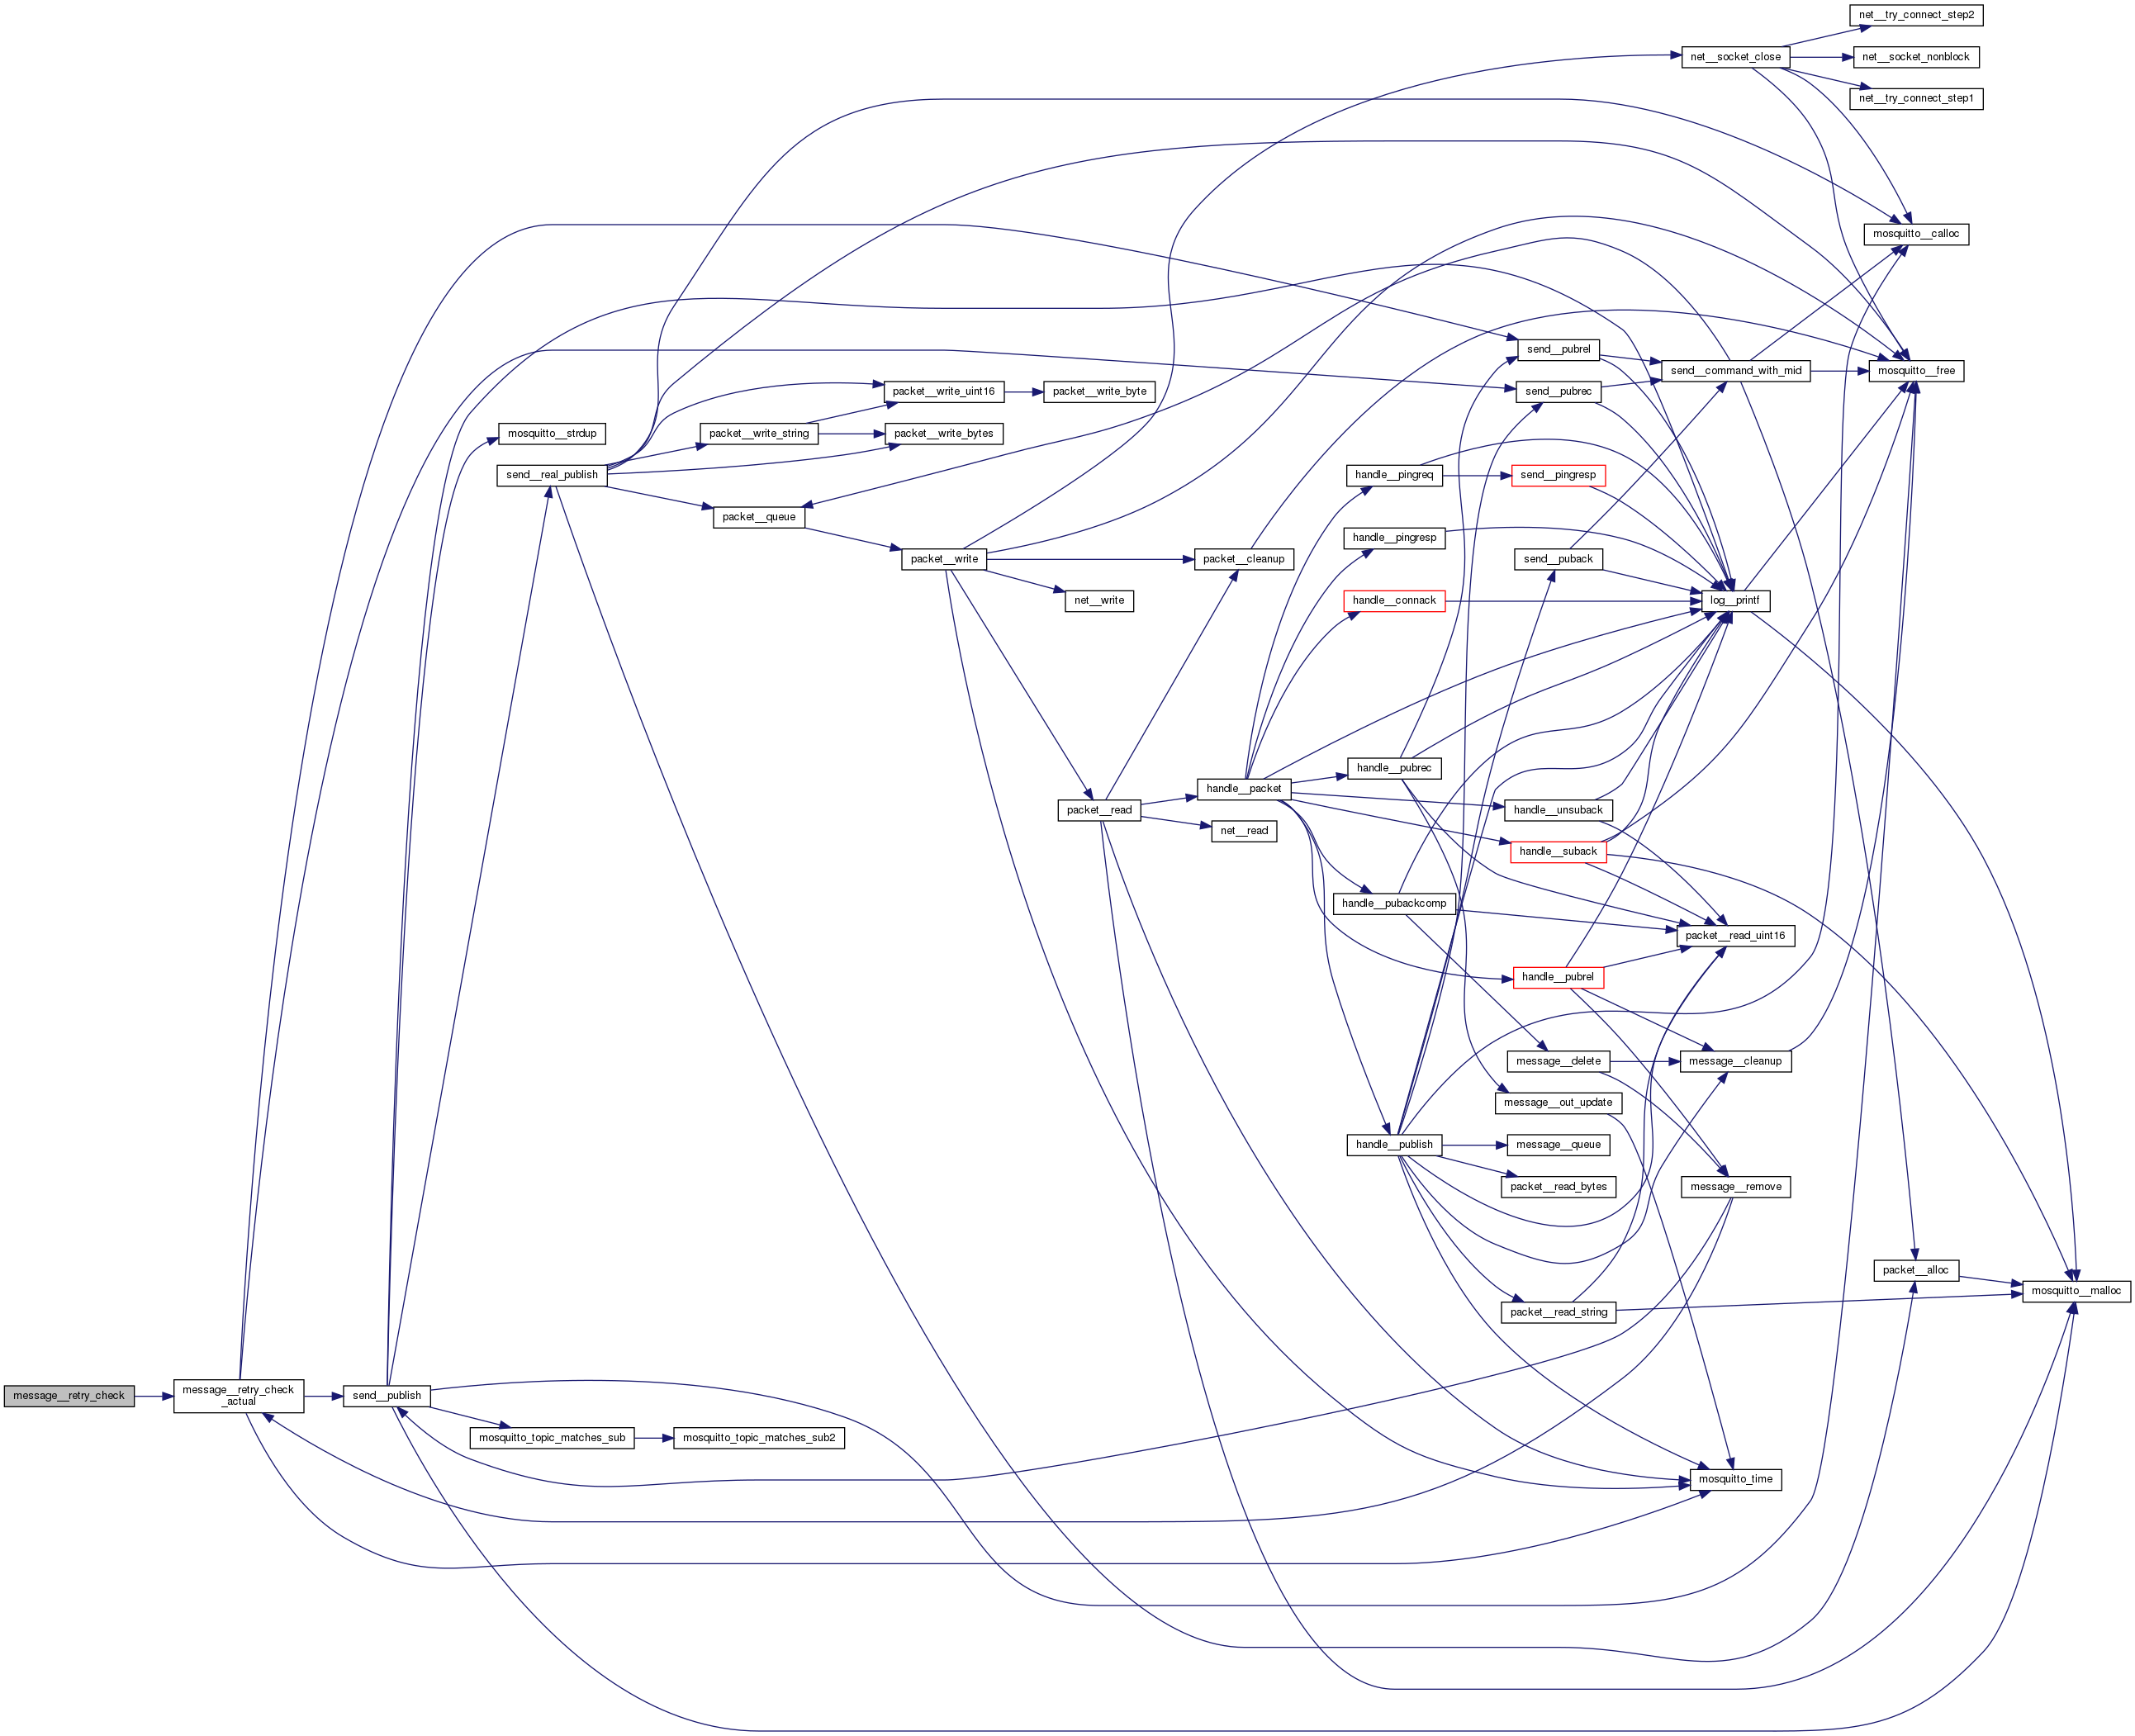 net__try_connect_step2
net__socket_close
net__socket_nonblock
net__try_connect_step1
mosquitto__calloc
send__pubrel
send__command_with_mid
mosquitto__free
packet__write_uint16
packet__write_byte
send__pubrec
mosquitto__strdup
packet__write_string
packet__write_bytes
send__real_publish
handle__pingreq
send__pingresp
packet__queue
handle__pingresp
packet__write
packet__cleanup
send__puback
net__write
handle__connack
log__printf
handle__pubrec
handle__packet
packet__read
handle__unsuback
net__read
handle__suback
handle__pubackcomp
packet__read_uint16
handle__pubrel
message__delete
message__cleanup
message__out_update
handle__publish
message__queue
packet__read_bytes
message__remove
packet__alloc
mosquitto__malloc
packet__read_string
message__retry_check
message__retry_check
_actual
send__publish
mosquitto_topic_matches_sub
mosquitto_topic_matches_sub2
mosquitto_time